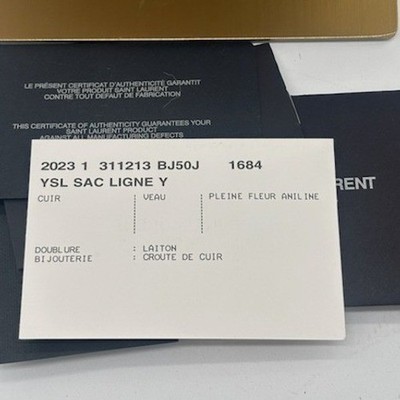 LE PRÉSENT CERTIFICAT D'AUTHENTICITÉ GARANTIT
VOTRE PRODUIT SAINT LAURENT
CONTRE TOUT DEFAUT DE FABRICATION
THIS CERTIFICATE OF AUTHENTICITY GUARANTEES YOUR
SAINT LAURENT PRODUCT
AGAINST ALL MANUFACTURING DEFECTS
RENT
2023 1 311213 BJ50J 1684
YSL SAC LIGNE Y
CUIR VEAU PLEINE FLEUR ANILINE
DOUBLURE : LAITON
BIJOUTERIE : CROUTE DE CUIR